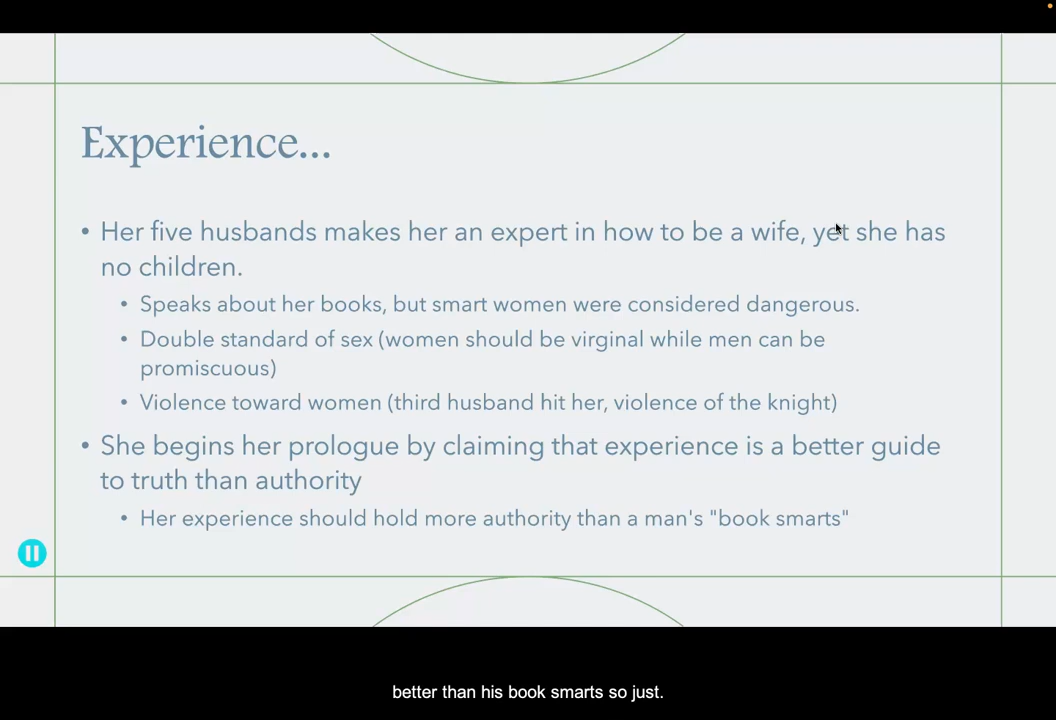 Experience...
• Her five husbands makes her an expert in how to be a wife, yet she has
no children.
• Speaks about her books, but smart women were considered dangerous.
• Double standard of sex (women should be virginal while men can be
promiscuous)
• Violence toward women (third husband hit her, violence of the knight)
• She begins her prologue by claiming that experience is a better guide
to truth than authority
• Her experience should hold more authority than a man's "book smarts"
better than his book smarts so just.